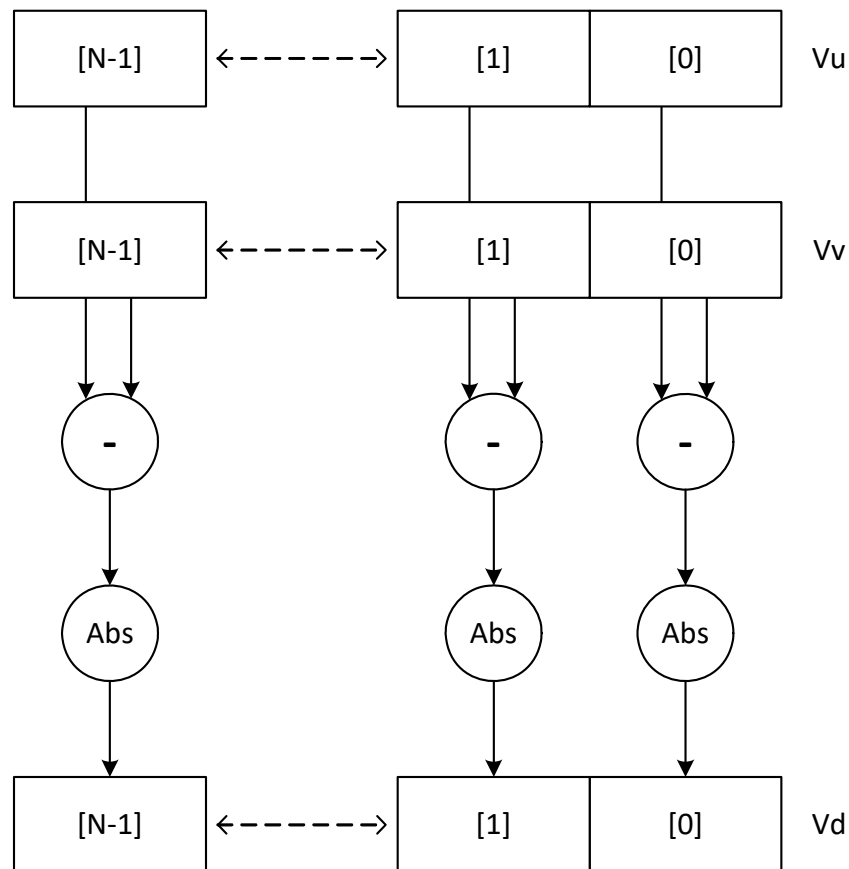 [N-1] [1] [0] Vu
[N-1] [1] [0] Vv
- - -
Abs Abs Abs
[N-1] [1] [0] Vd